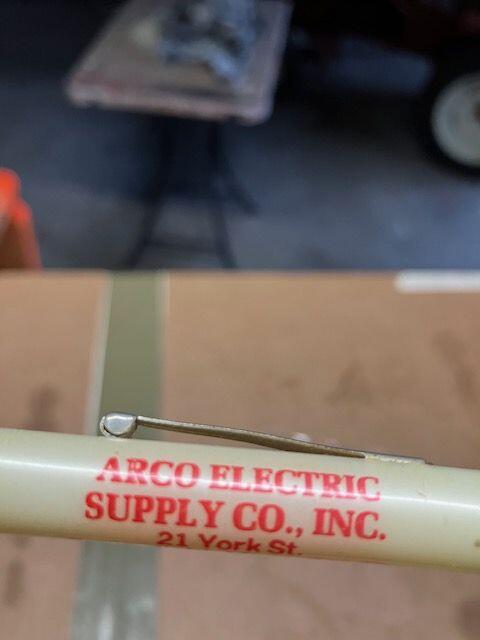 ARCO ELECTRIC
SUPPLY CO., INC.
21 York St.